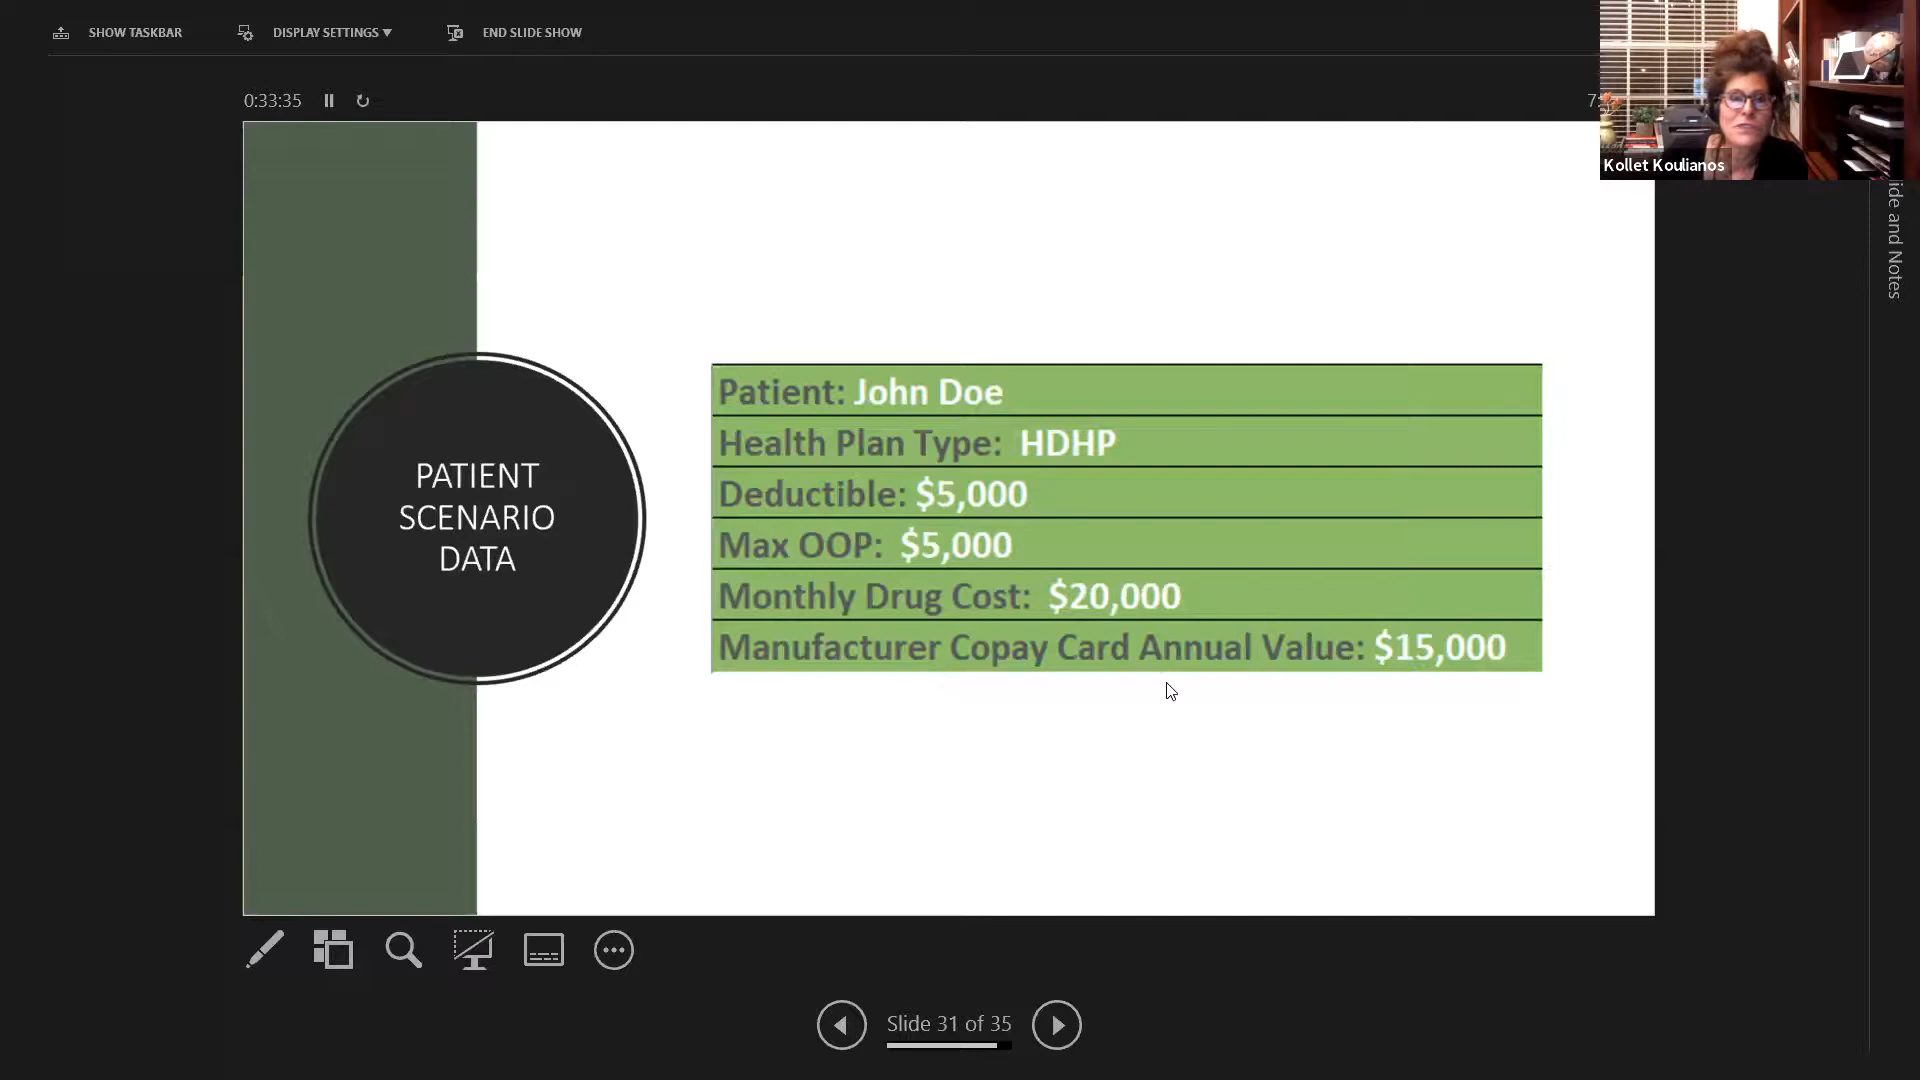 SHOW TASKBAR
DISPLAY SETTINGS ▼
END SLIDE SHOW
0:33:35
Kollet Koulianos
PATIENT
SCENARIO
DATA
Patient: John Doe
Health Plan Type: HDHP
Deductible: $5,000
Max OOP: $5,000
Monthly Drug Cost: $20,000
Manufacturer Copay Card Annual Value: $15,000
and Notes
Slide 31 of 35